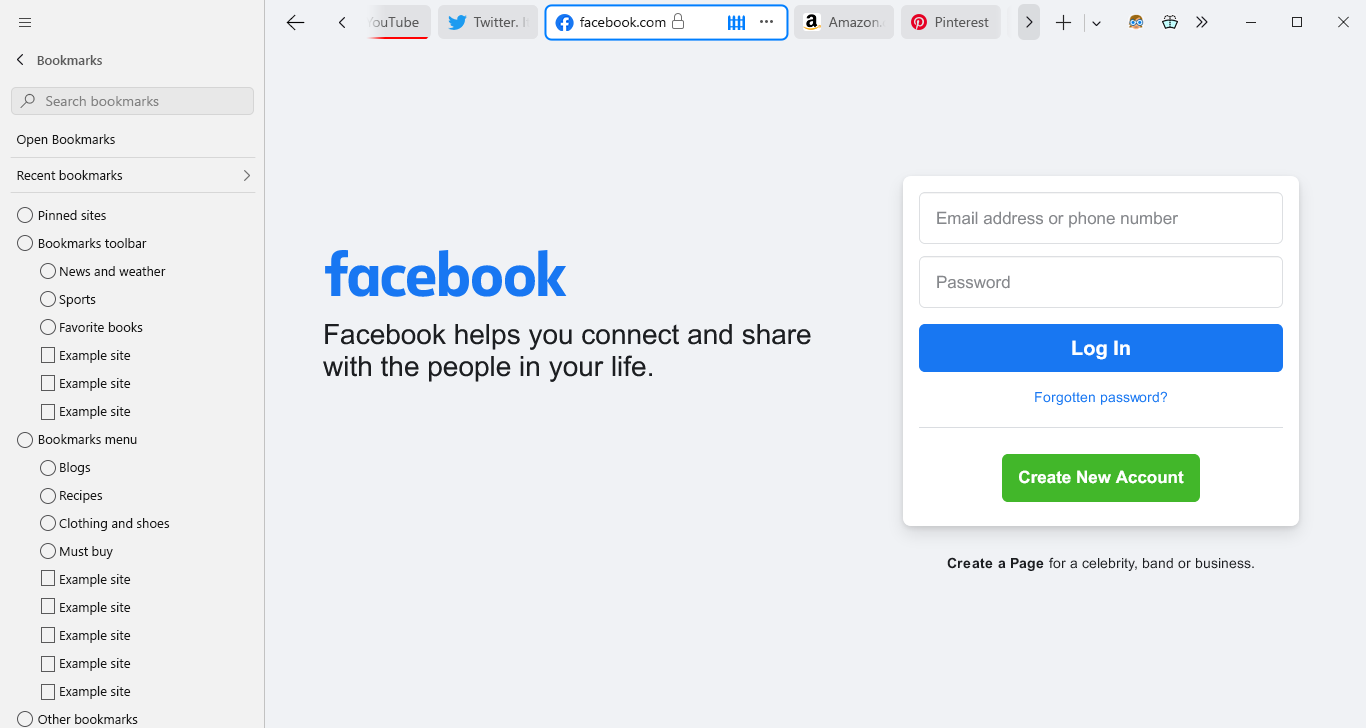 YouTube
Twitter. I
facebook.com
Amazon.
Pinterest
Bookmarks
Search bookmarks
Open Bookmarks
Recent bookmarks
Pinned sites
Bookmarks toolbar
News and weather
Sports
Favorite books
Example site
Example site
Example site
Bookmarks menu
Blogs
Recipes
Clothing and shoes
Must buy
Example site
Example site
Example site
Example site
Example site
Other bookmarks
facebook
Facebook helps you connect and share
with the people in your life.
Email address or phone number
Password
Log In
Forgotten password?
Create New Account
Create a Page for a celebrity, band or business.